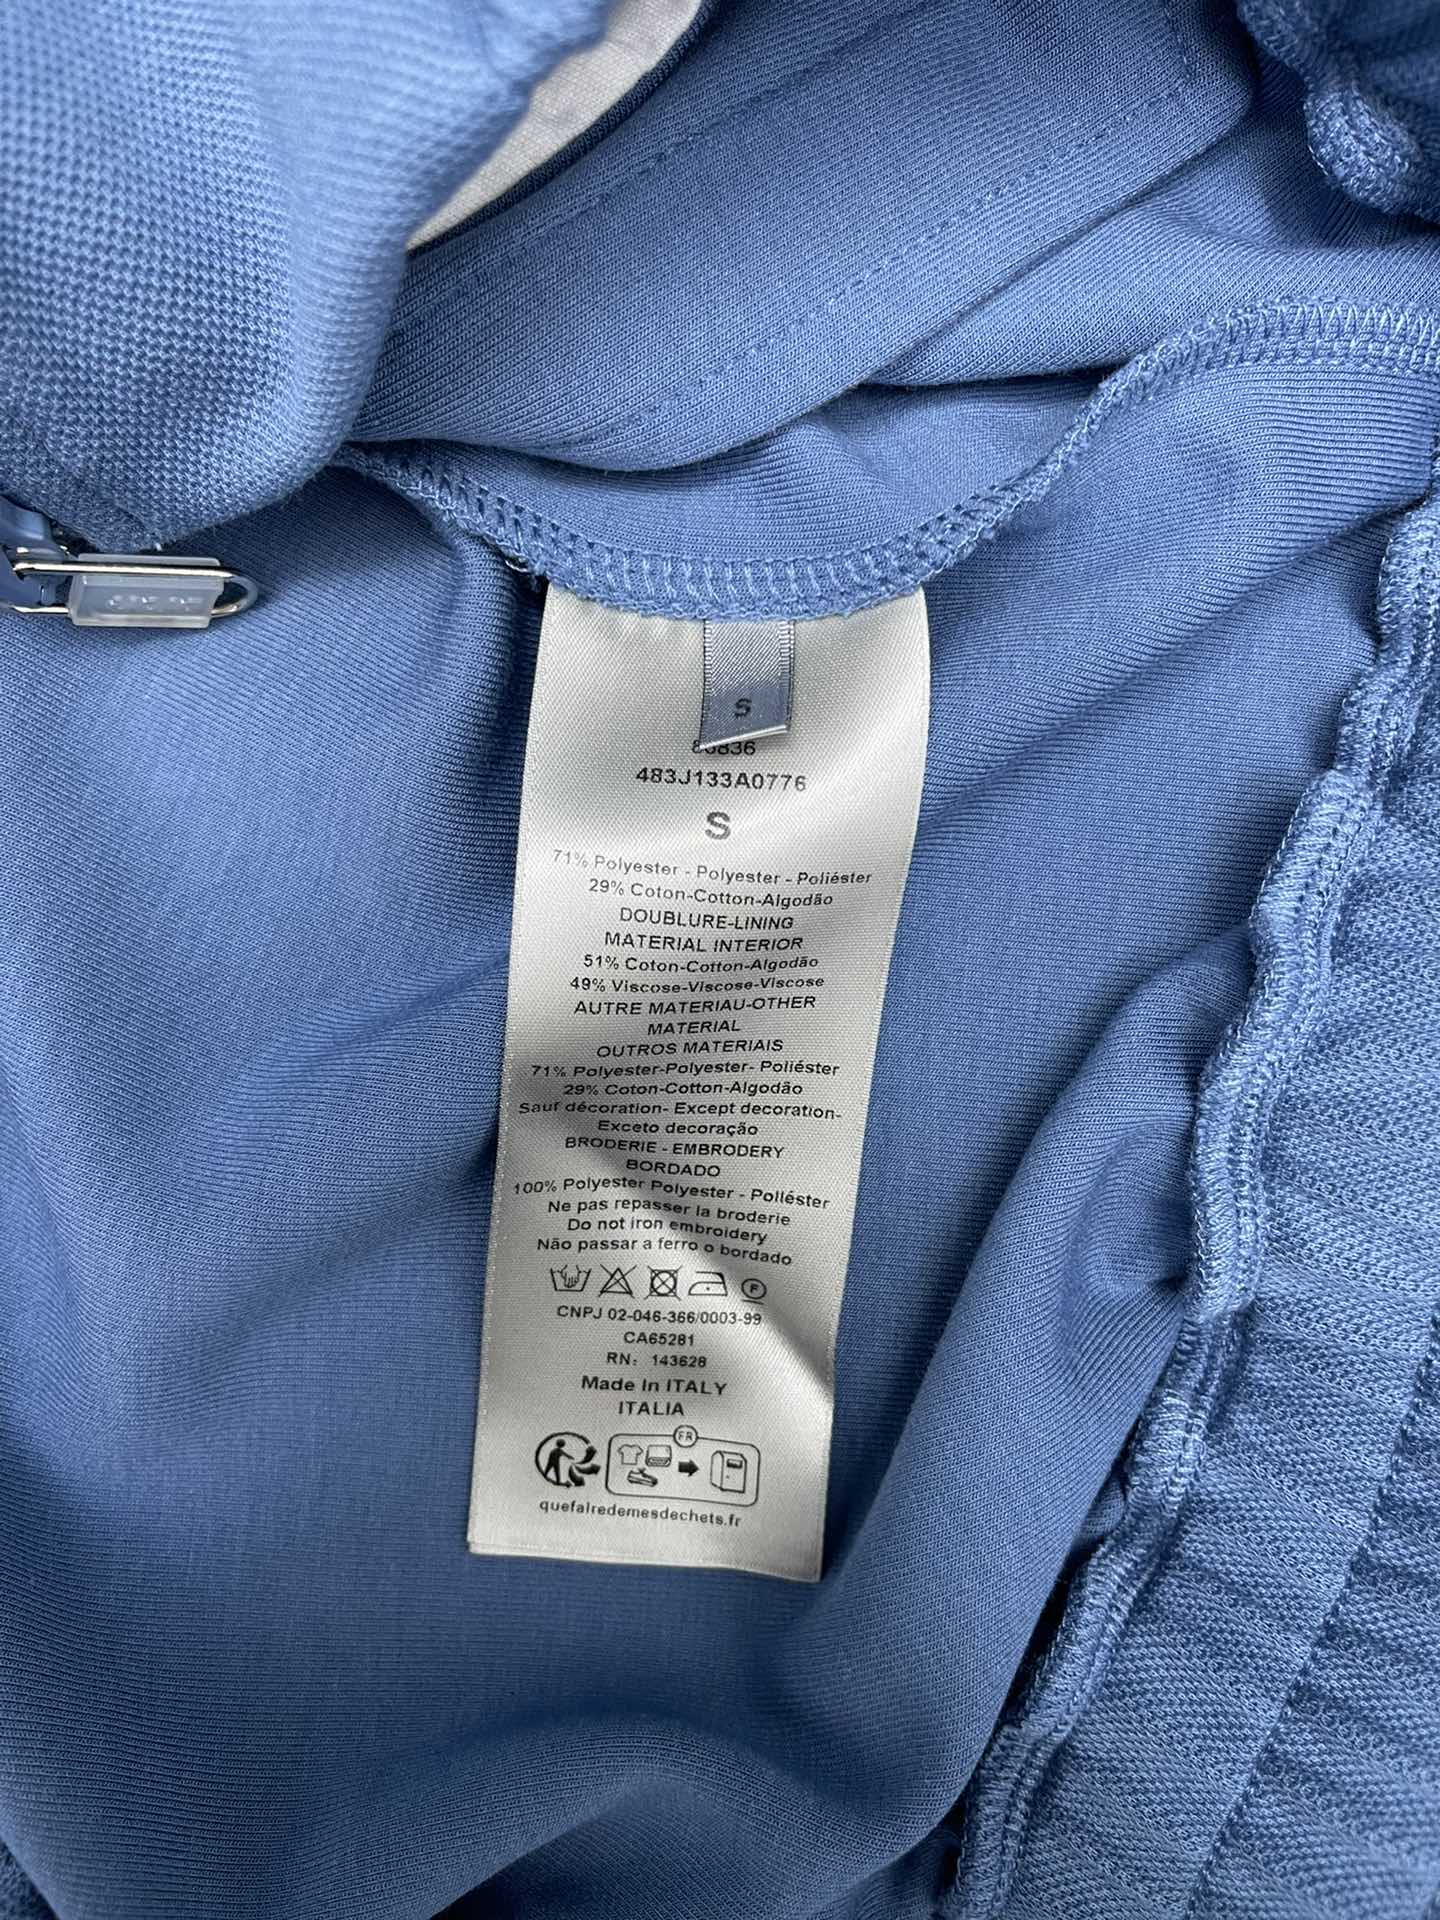 S
86836
483J133A0776
S
71% Polyester - Polyester - Poliéster
29% Coton-Cotton-Algodão
DOUBLURE-LINING
MATERIAL INTERIOR
51% Coton-Cotton-Algodão
49% Viscose-Viscose-Viscose
AUTRE MATERIAU-OTHER
MATERIAL
OUTROS MATERIAIS
71% Polyester-Polyester- Poliéster
29% Coton-Cotton-Algodão
Sauf décoration- Except decoration-
Exceto decoração
BRODERIE - EMBRODERY
BORDADO
100% Polyester Polyester - Poliéster
Ne pas repasser la broderie
Do not iron embroidery
Não passar a ferro o bordado
F
CNPJ 02-046-366/0003-99
CA65281
RN: 143628
Made in ITALY
ITALIA
FR
quefairedemesdechets.fr